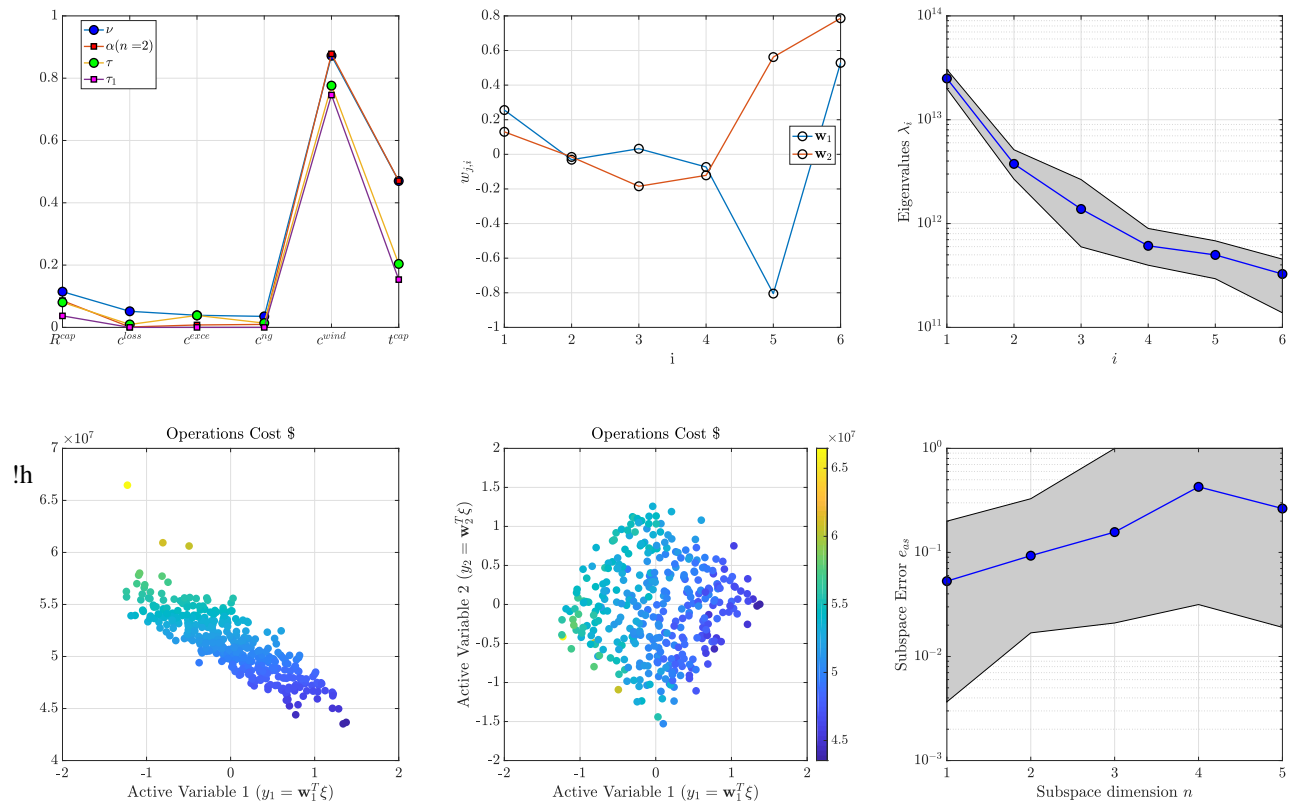 1
0.8
0.6
0.4
0.2
0
ν
α(n =2)
τ
τ₁
R^{cap} c^{loss} c^{exce} c^{ng} c^{wind} t^{cap}
0.8
0.6
0.4
0.2
0
-0.2
-0.4
-0.6
-0.8
-1
w_{j,i}
w₁
w₂
1 2 3 4 5 6
i
10^{14}
10^{13}
10^{12}
10^{11}
Eigenvalues λ_i
1 2 3 4 5 6
i
!h
Operations Cost $
×10^7
7
6.5
6
5.5
5
4.5
4
-2 -1 0 1 2
Active Variable 1 (y₁ = w₁^T ξ)
Operations Cost $
2
1.5
1
0.5
0
-0.5
-1
-1.5
-2
Active Variable 2 (y₂ = w₂^T ξ)
-2 -1 0 1 2
Active Variable 1 (y₁ = w₁^T ξ)
×10^7
6.5
6
5.5
5
4.5
10^0
10^{-1}
10^{-2}
10^{-3}
Subspace Error e_{as}
1 2 3 4 5
Subspace dimension n